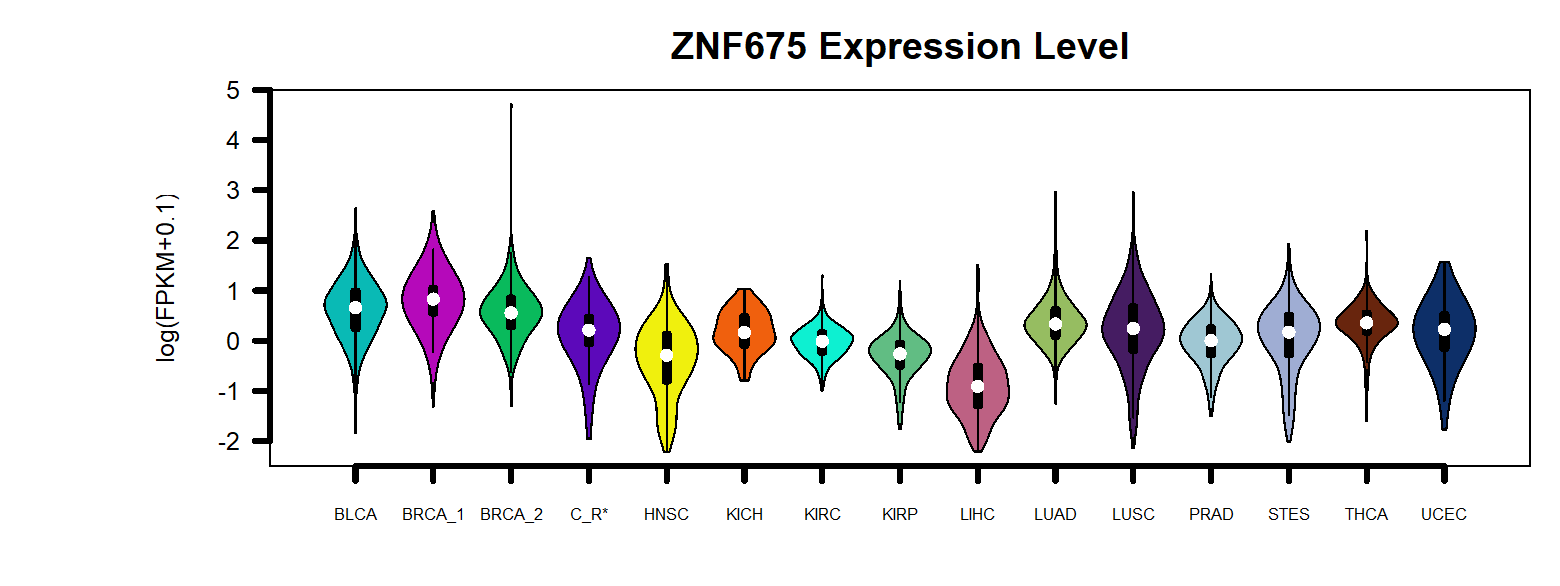 ZNF675 Expression Level
log(FPKM+0.1)
5
4
3
2
1
0
-1
-2
BLCA BRCA_1 BRCA_2 C_R* HNSC KICH KIRC KIRP LIHC LUAD LUSC PRAD STES THCA UCEC